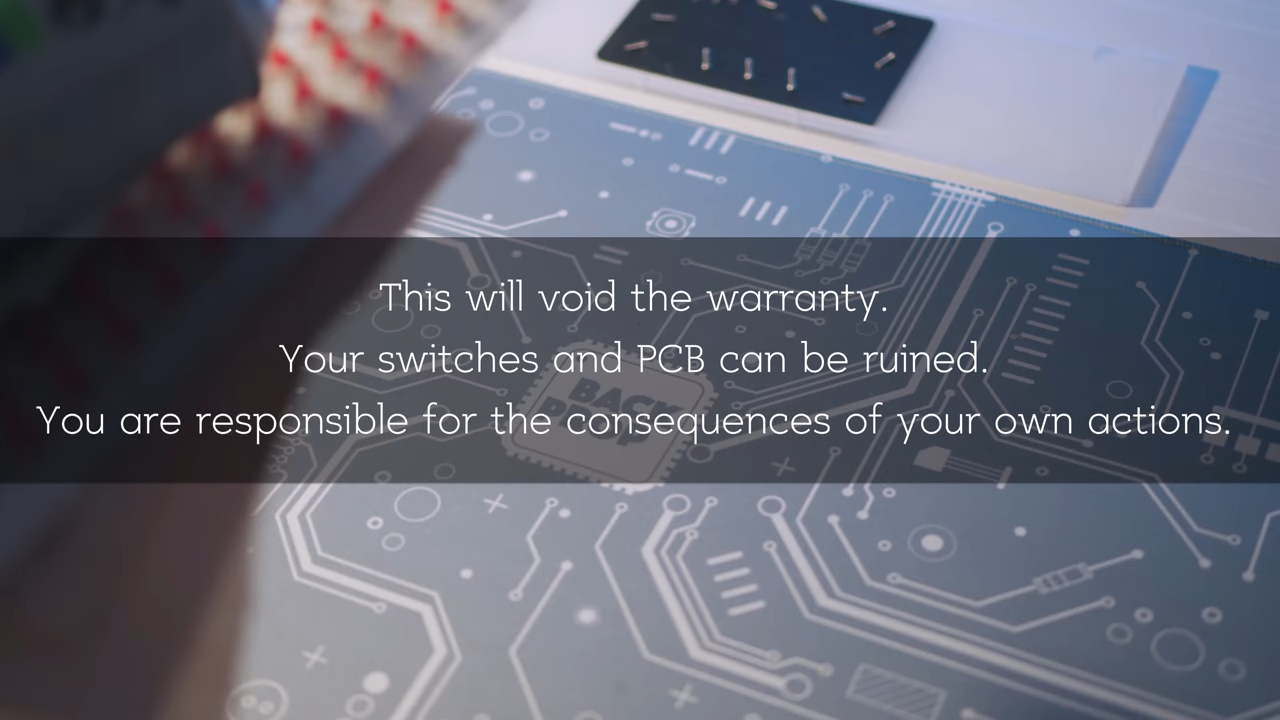 This will void the warranty.
Your switches and PCB can be ruined.
You are responsible for the consequences of your own actions.